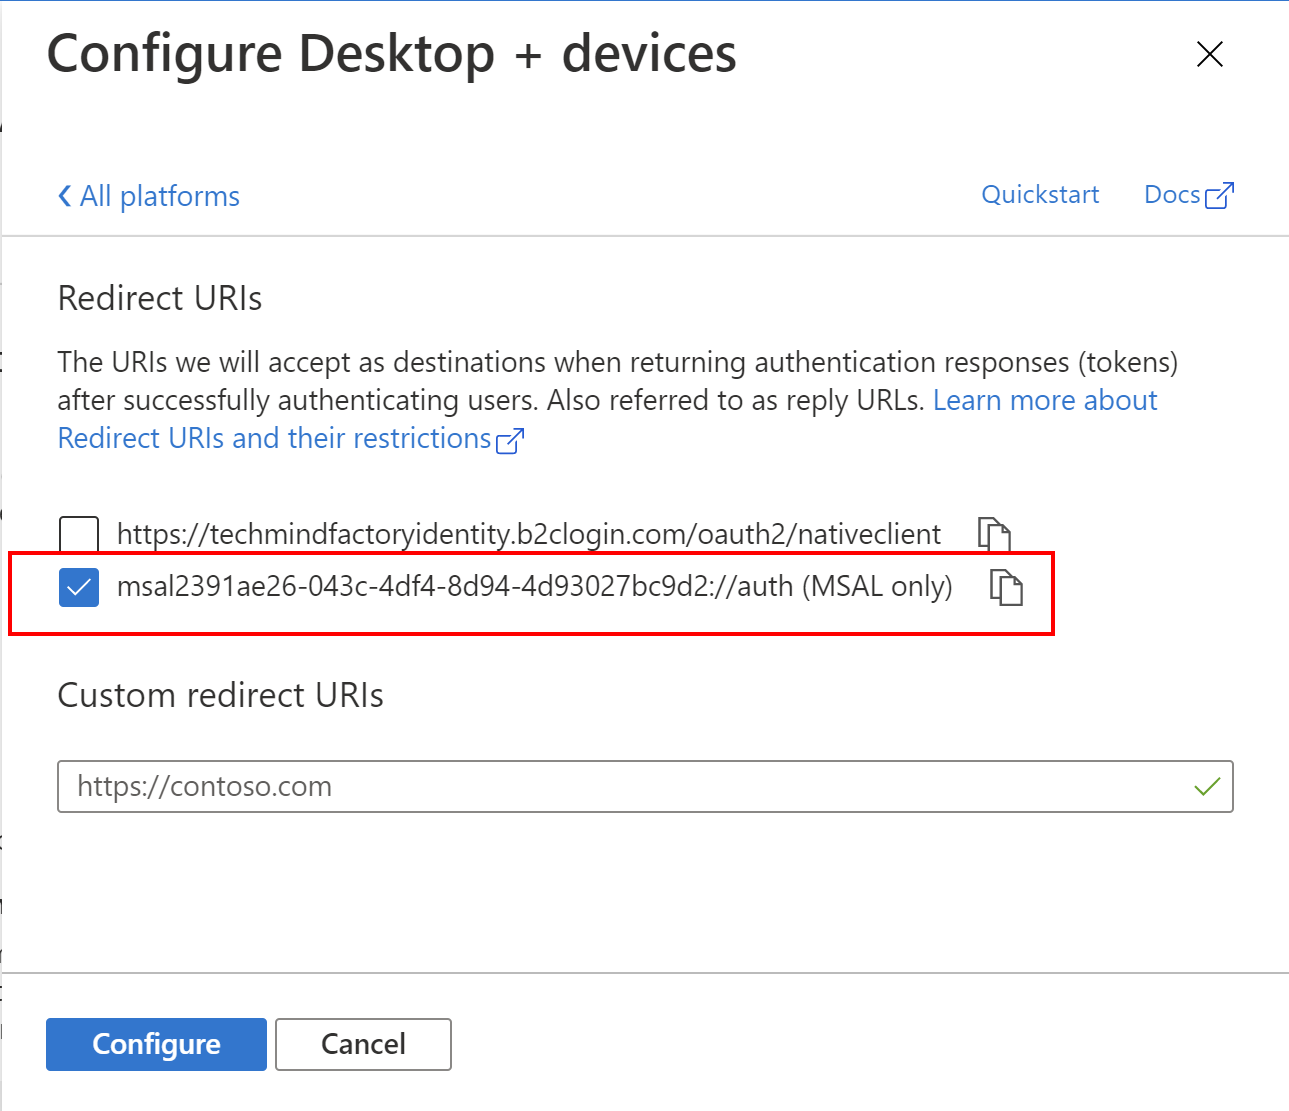 Configure Desktop + devices
All platforms
Quickstart
Docs
Redirect URIs
The URIs we will accept as destinations when returning authentication responses (tokens)
after successfully authenticating users. Also referred to as reply URLs. Learn more about
Redirect URIs and their restrictions
https://techmindfactoryidentity.b2clogin.com/oauth2/nativeclient
msal2391ae26-043c-4df4-8d94-4d93027bc9d2://auth (MSAL only)
Custom redirect URIs
https://contoso.com
Configure
Cancel